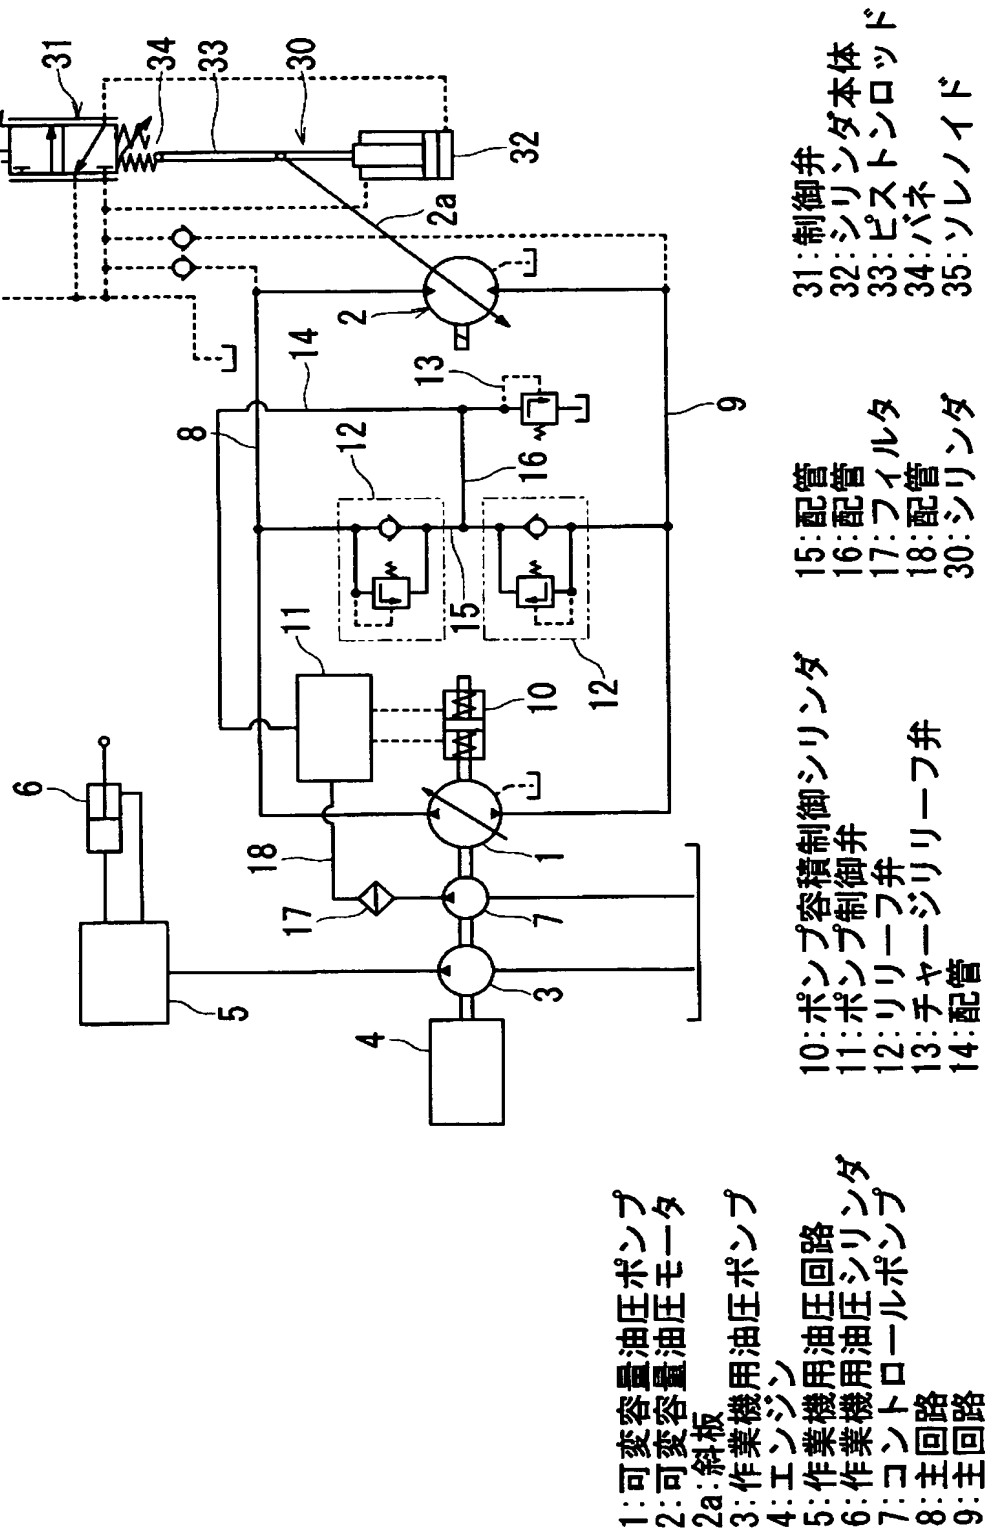 31
34
33
30
32
2a
2
14
13
8
12
16
9
11
15
10
12
6
18
17
1
7
5
3
4
1:可変容量油圧ポンプ
2:可変容量油圧モータ
2a:斜板
3:作業機用油圧ポンプ
4:エンジン
5:作業機用油圧回路
6:作業機用油圧シリンダ
7:コントロールポンプ
8:主回路
9:主回路
10:ポンプ容積制御シリンダ
11:ポンプ制御弁
12:リリーフ弁
13:チャージリリーフ弁
14:配管
15:配管
16:配管
17:フィルタ
18:配管
30:シリンダ
31:制御弁
32:シリンダ本体
33:ピストンロッド
34:バネ
35:ソレノイド